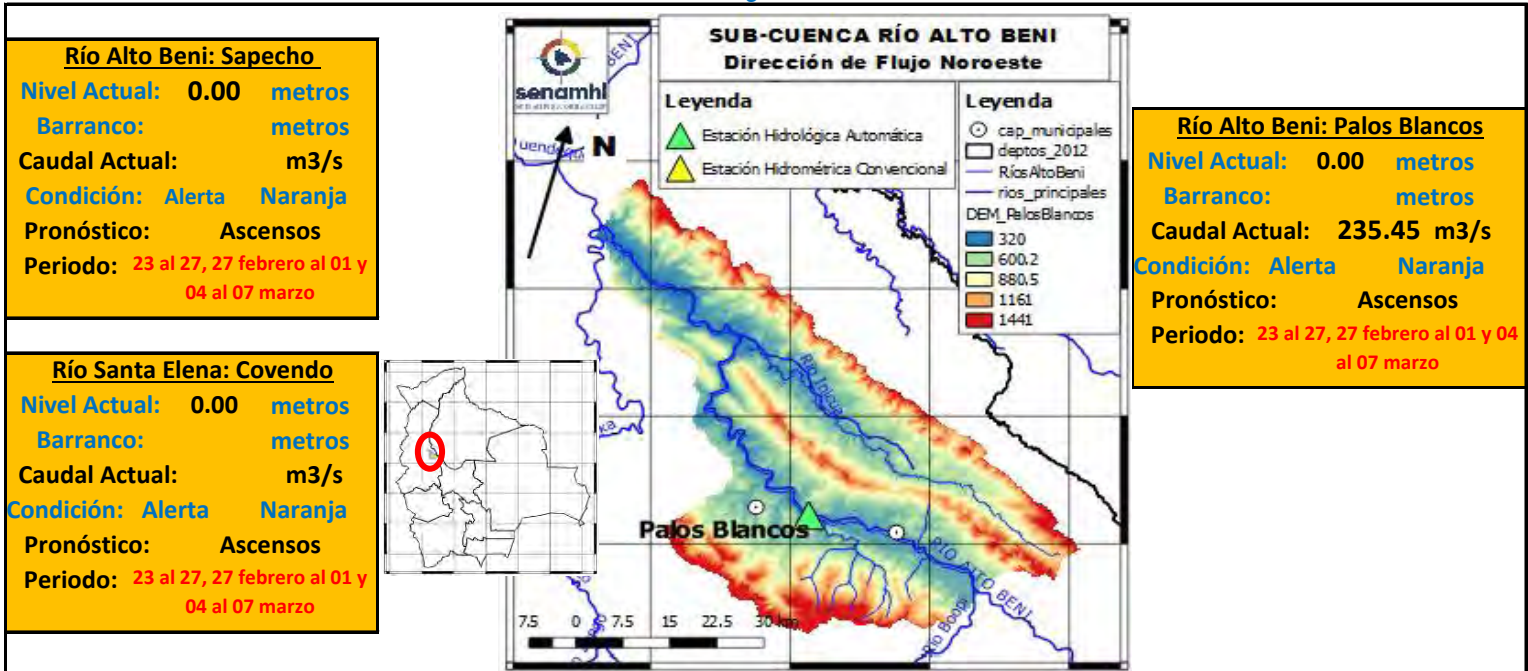 Río Alto Beni: Sapecho
Nivel Actual: 0.00 metros
Barranco: metros
Caudal Actual: m3/s
Condición: Alerta Naranja
Pronóstico: Ascensos
Periodo: 23 al 27, 27 febrero al 01 y
04 al 07 marzo
Río Santa Elena: Covendo
Nivel Actual: 0.00 metros
Barranco: metros
Caudal Actual: m3/s
Condición: Alerta Naranja
Pronóstico: Ascensos
Periodo: 23 al 27, 27 febrero al 01 y
04 al 07 marzo
senamhi
SUB-CUENCA RÍO ALTO BENI
Dirección de Flujo Noroeste
BENI
N
Leyenda
Estación Hidrológica Automática
Estación Hidrométrica Convencional
Leyenda
cap_municipales
deptos_2012
RíosAltoBeni
rios_principales
DEM_PalosBlancos
320
600.2
880.5
1161
1441
Río Inicua
Palos Blancos
RÍO ALTO BENI
Río Boopi
7.5 0 7.5 15 22.5 30 km
Río Alto Beni: Palos Blancos
Nivel Actual: 0.00 metros
Barranco: metros
Caudal Actual: 235.45 m3/s
Condición: Alerta Naranja
Pronóstico: Ascensos
Periodo: 23 al 27, 27 febrero al 01 y 04
al 07 marzo